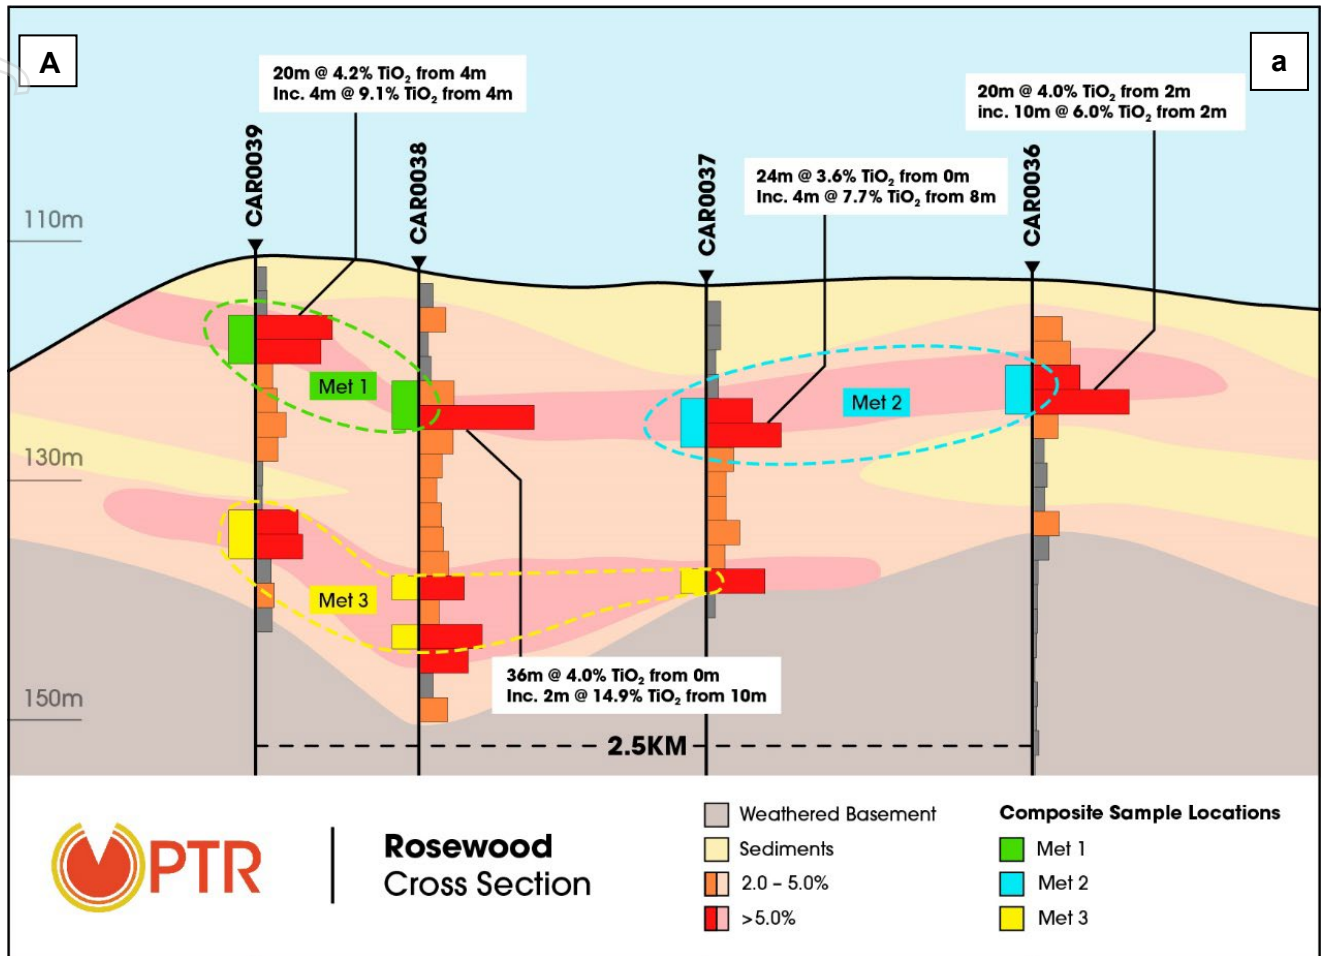 A
a
20m @ 4.2% TiO₂ from 4m
Inc. 4m @ 9.1% TiO₂ from 4m
20m @ 4.0% TiO₂ from 2m
inc. 10m @ 6.0% TiO₂ from 2m
24m @ 3.6% TiO₂ from 0m
Inc. 4m @ 7.7% TiO₂ from 8m
CAR0039
CAR0038
CAR0037
CAR0036
110m
130m
150m
Met 1
Met 2
Met 3
36m @ 4.0% TiO₂ from 0m
Inc. 2m @ 14.9% TiO₂ from 10m
2.5KM
PTR
Rosewood
Cross Section
Weathered Basement
Sediments
2.0 – 5.0%
>5.0%
Composite Sample Locations
Met 1
Met 2
Met 3